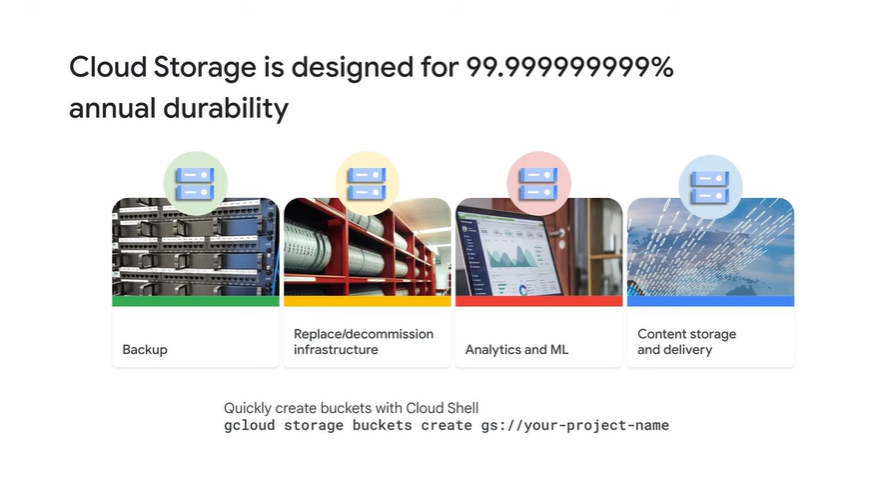 Cloud Storage is designed for 99.999999999%
annual durability
Backup
Replace/decommission
infrastructure
Analytics and ML
Content storage
and delivery
Quickly create buckets with Cloud Shell
gcloud storage buckets create gs://your-project-name